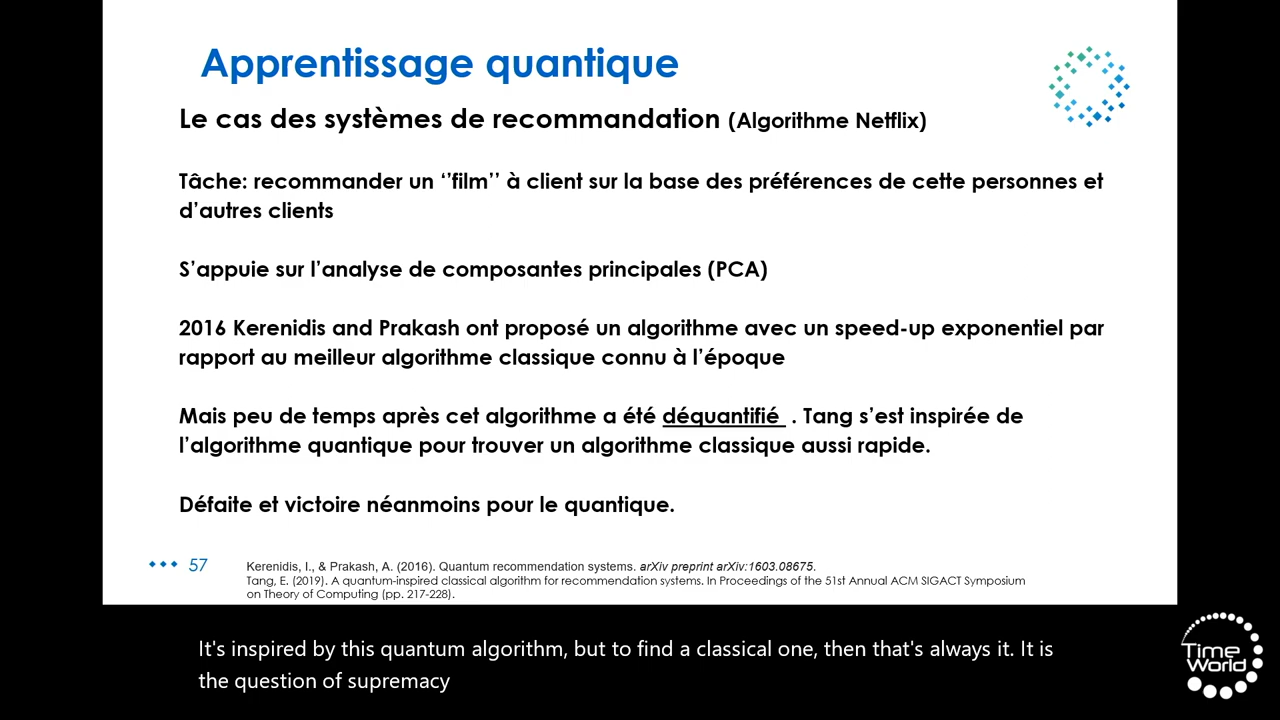 Apprentissage quantique
Le cas des systèmes de recommandation (Algorithme Netflix)
Tâche: recommander un ‘’film’’ à client sur la base des préférences de cette personnes et
d’autres clients
S’appuie sur l’analyse de composantes principales (PCA)
2016 Kerenidis and Prakash ont proposé un algorithme avec un speed-up exponentiel par
rapport au meilleur algorithme classique connu à l’époque
Mais peu de temps après cet algorithme a été déquantifié . Tang s’est inspirée de
l’algorithme quantique pour trouver un algorithme classique aussi rapide.
Défaite et victoire néanmoins pour le quantique.
57
Kerenidis, I., & Prakash, A. (2016). Quantum recommendation systems. arXiv preprint arXiv:1603.08675.
Tang, E. (2019). A quantum-inspired classical algorithm for recommendation systems. In Proceedings of the 51st Annual ACM SIGACT Symposium
on Theory of Computing (pp. 217-228).
It's inspired by this quantum algorithm, but to find a classical one, then that's always it. It is
the question of supremacy
Time
World